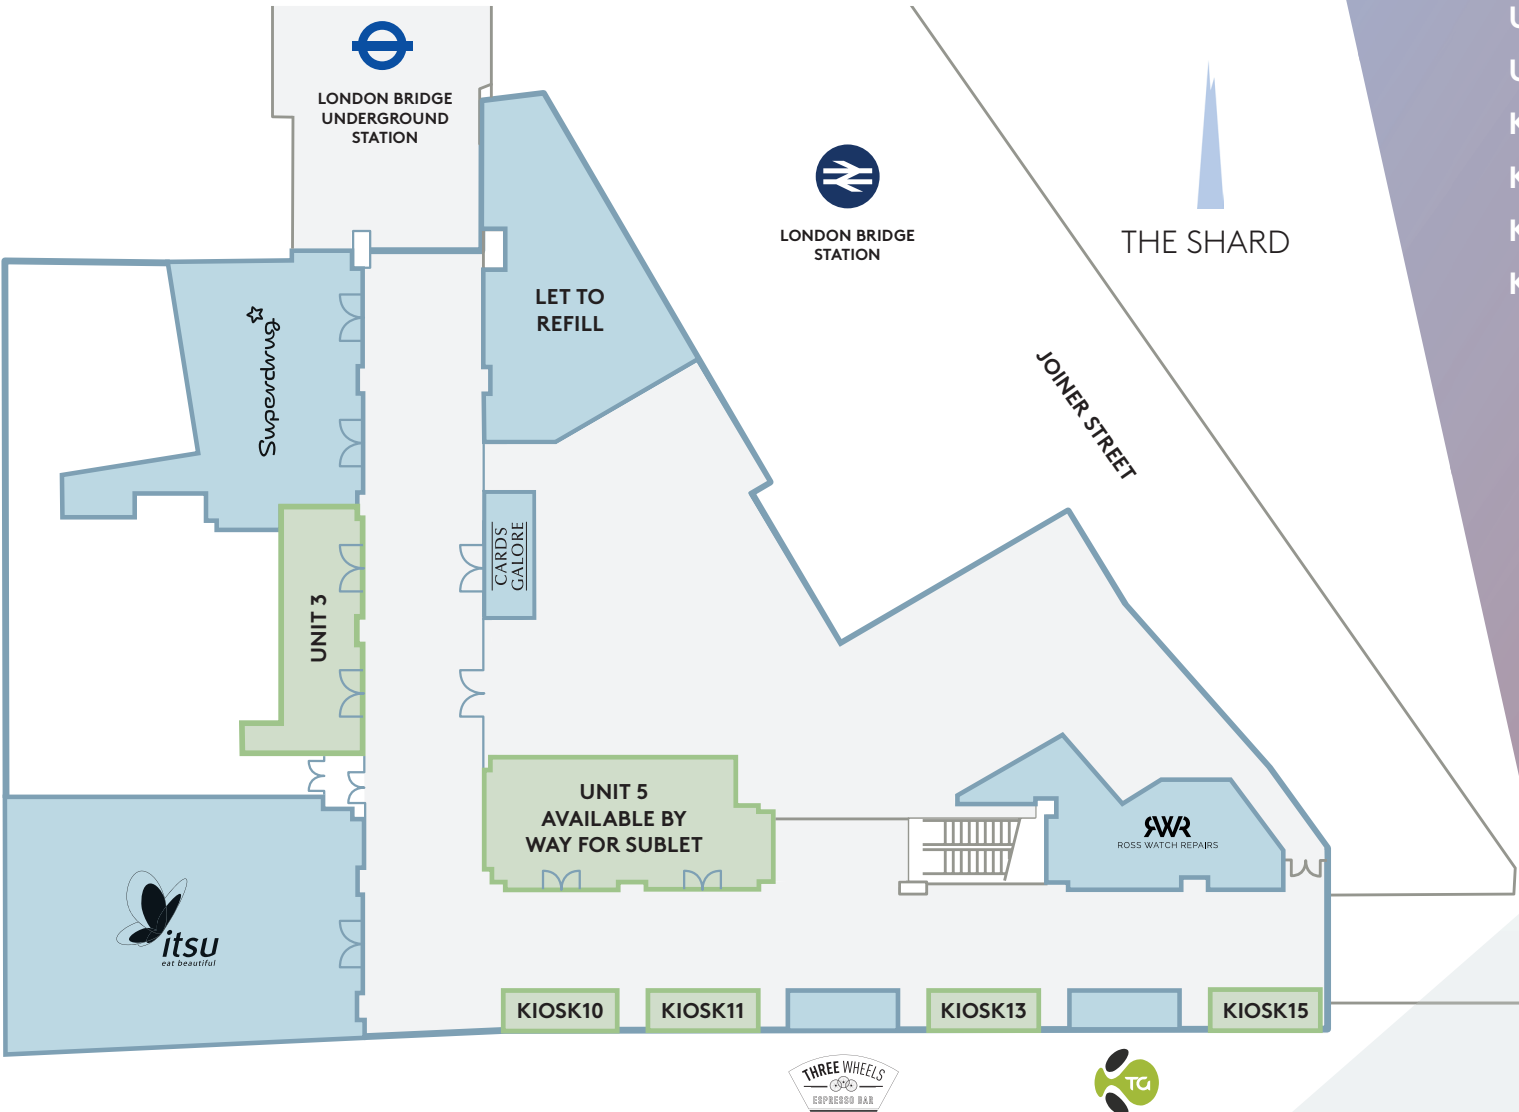 LONDON BRIDGE
UNDERGROUND
STATION
LONDON BRIDGE
STATION
THE SHARD
LET TO
REFILL
Superdrug
JOINER STREET
CARDS
GALORE
UNIT 3
UNIT 5
AVAILABLE BY
WAY FOR SUBLET
RWR
ROSS WATCH REPAIRS
itsu
eat beautiful
KIOSK10
KIOSK11
KIOSK13
KIOSK15
THREE WHEELS
ESPRESSO BAR
TG
U
U
K
K
K
K